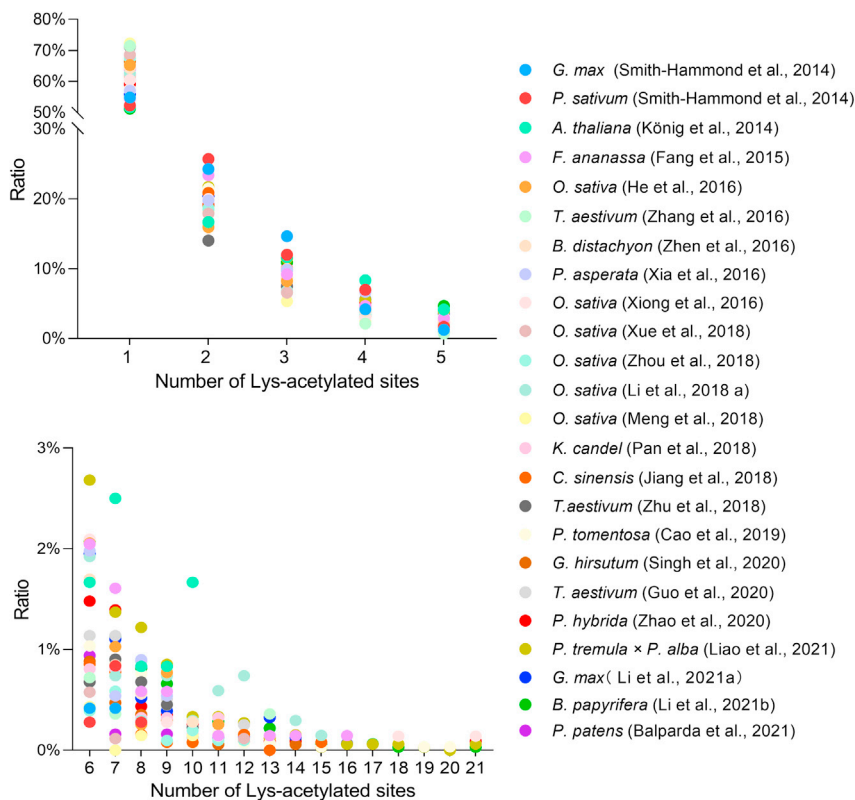 80%
70%
60%
50%
30%
20%
10%
0%
Ratio
1 2 3 4 5
Number of Lys-acetylated sites
3%
2%
1%
0%
Ratio
6 7 8 9 10 11 12 13 14 15 16 17 18 19 20 21
Number of Lys-acetylated sites
G. max (Smith-Hammond et al., 2014)
P. sativum (Smith-Hammond et al., 2014)
A. thaliana (König et al., 2014)
F. ananassa (Fang et al., 2015)
O. sativa (He et al., 2016)
T. aestivum (Zhang et al., 2016)
B. distachyon (Zhen et al., 2016)
P. asperata (Xia et al., 2016)
O. sativa (Xiong et al., 2016)
O. sativa (Xue et al., 2018)
O. sativa (Zhou et al., 2018)
O. sativa (Li et al., 2018 a)
O. sativa (Meng et al., 2018)
K. candel (Pan et al., 2018)
C. sinensis (Jiang et al., 2018)
T.aestivum (Zhu et al., 2018)
P. tomentosa (Cao et al., 2019)
G. hirsutum (Singh et al., 2020)
T. aestivum (Guo et al., 2020)
P. hybrida (Zhao et al., 2020)
P. tremula × P. alba (Liao et al., 2021)
G. max( Li et al., 2021a)
B. papyrifera (Li et al., 2021b)
P. patens (Balparda et al., 2021)